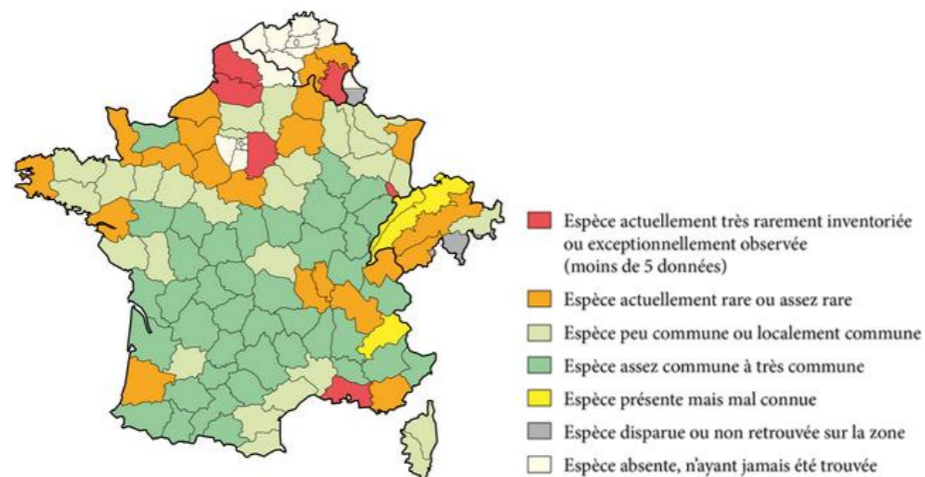 Espèce actuellement très rarement inventoriée
ou exceptionnellement observée
(moins de 5 données)
Espèce actuellement rare ou assez rare
Espèce peu commune ou localement commune
Espèce assez commune à très commune
Espèce présente mais mal connue
Espèce disparue ou non retrouvée sur la zone
Espèce absente, n'ayant jamais été trouvée